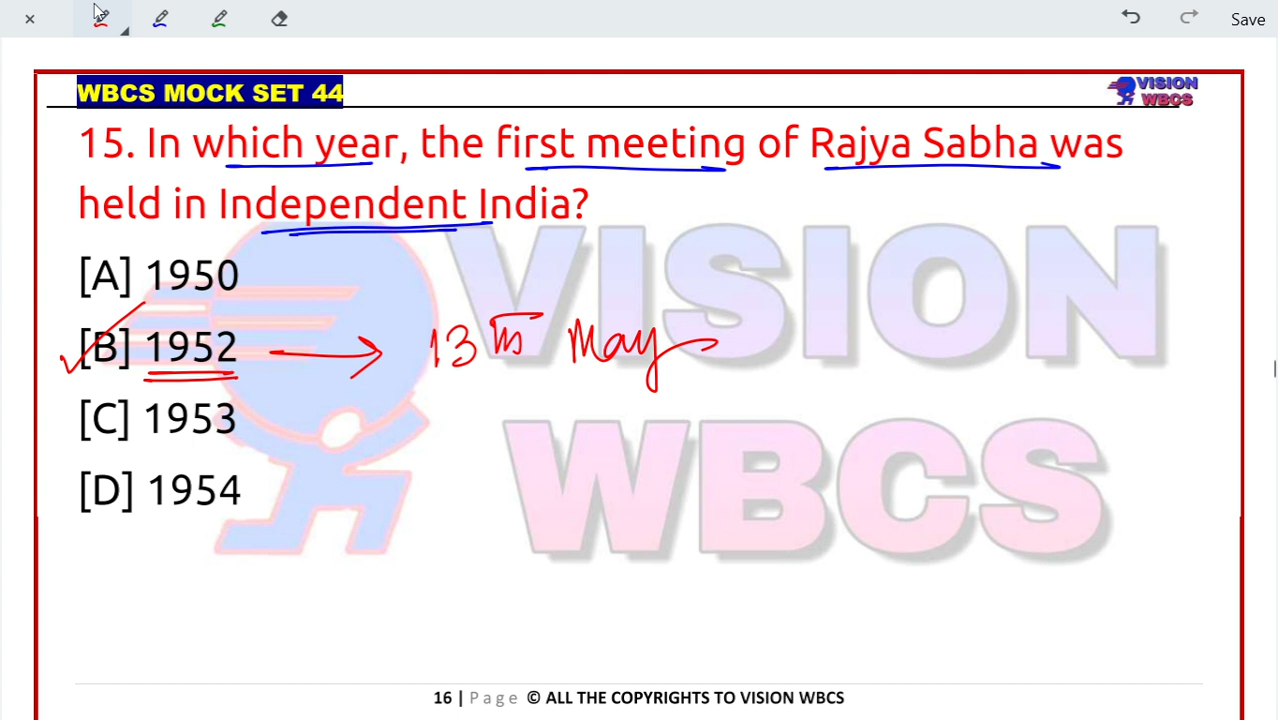 Save
WBCS MOCK SET 44
VISION
WBCS
15. In which year, the first meeting of Rajya Sabha was
held in Independent India?
[A] 1950
[B] 1952 → 13th May
[C] 1953
[D] 1954
VISION
WBCS
16 | Page © ALL THE COPYRIGHTS TO VISION WBCS